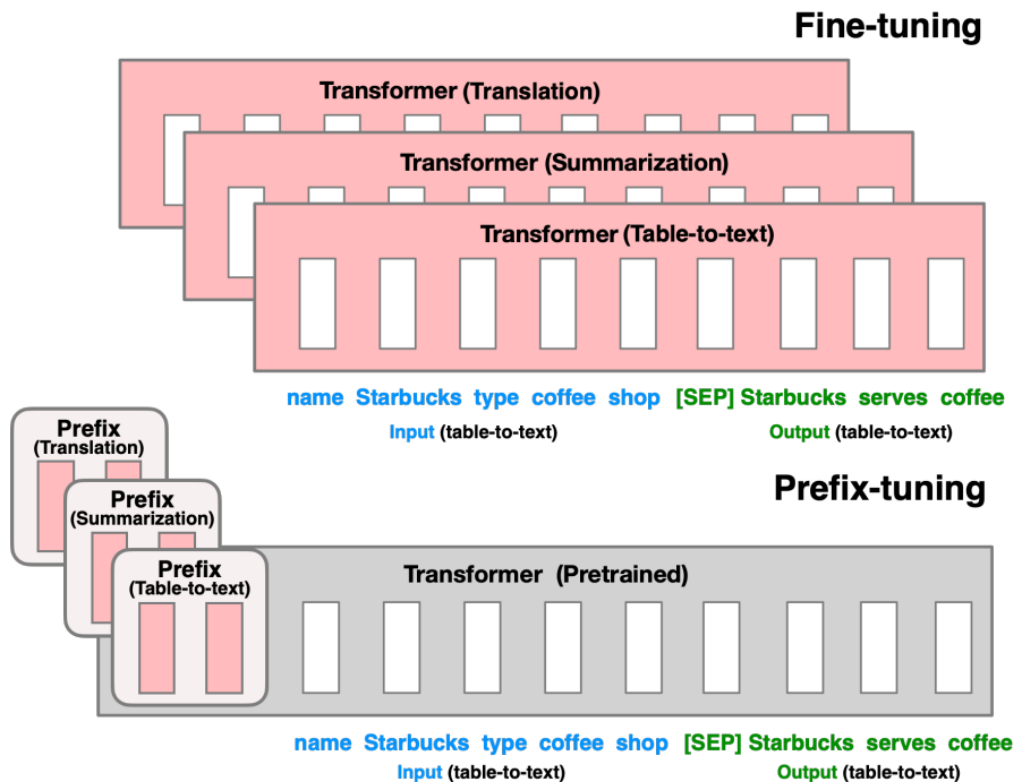 Fine-tuning
Transformer (Translation)
Transformer (Summarization)
Transformer (Table-to-text)
name Starbucks type coffee shop [SEP] Starbucks serves coffee
Input (table-to-text) Output (table-to-text)
Prefix-tuning
Prefix
(Translation)
Prefix
(Summarization)
Prefix
(Table-to-text)
Transformer (Pretrained)
name Starbucks type coffee shop [SEP] Starbucks serves coffee
Input (table-to-text) Output (table-to-text)